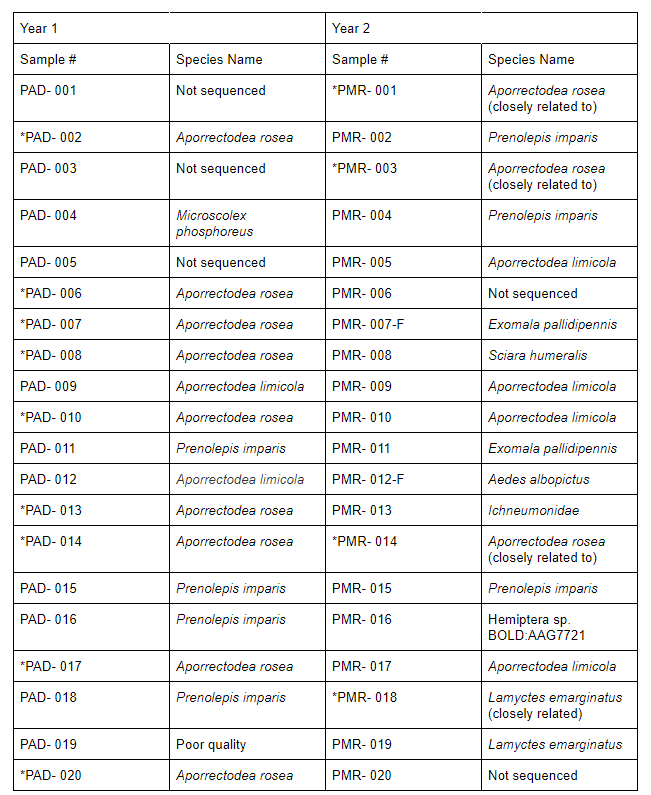 Year 1 Year 2
Sample # Species Name Sample # Species Name
PAD- 001 Not sequenced *PMR- 001 Aporrectodea rosea
(closely related to)
*PAD- 002 Aporrectodea rosea PMR- 002 Prenolepis imparis
PAD- 003 Not sequenced *PMR- 003 Aporrectodea rosea
(closely related to)
PAD- 004 Microscolex PMR- 004 Prenolepis imparis
phosphoreus
PAD- 005 Not sequenced PMR- 005 Aporrectodea limicola
*PAD- 006 Aporrectodea rosea PMR- 006 Not sequenced
*PAD- 007 Aporrectodea rosea PMR- 007-F Exomala pallidipennis
*PAD- 008 Aporrectodea rosea PMR- 008 Sciara humeralis
PAD- 009 Aporrectodea limicola PMR- 009 Aporrectodea limicola
*PAD- 010 Aporrectodea rosea PMR- 010 Aporrectodea limicola
PAD- 011 Prenolepis imparis PMR- 011 Exomala pallidipennis
PAD- 012 Aporrectodea limicola PMR- 012-F Aedes albopictus
*PAD- 013 Aporrectodea rosea PMR- 013 Ichneumonidae
*PAD- 014 Aporrectodea rosea *PMR- 014 Aporrectodea rosea
(closely related to)
PAD- 015 Prenolepis imparis PMR- 015 Prenolepis imparis
PAD- 016 Prenolepis imparis PMR- 016 Hemiptera sp.
BOLD:AAG7721
*PAD- 017 Aporrectodea rosea PMR- 017 Aporrectodea limicola
PAD- 018 Prenolepis imparis *PMR- 018 Lamyctes emarginatus
(closely related)
PAD- 019 Poor quality PMR- 019 Lamyctes emarginatus
*PAD- 020 Aporrectodea rosea PMR- 020 Not sequenced